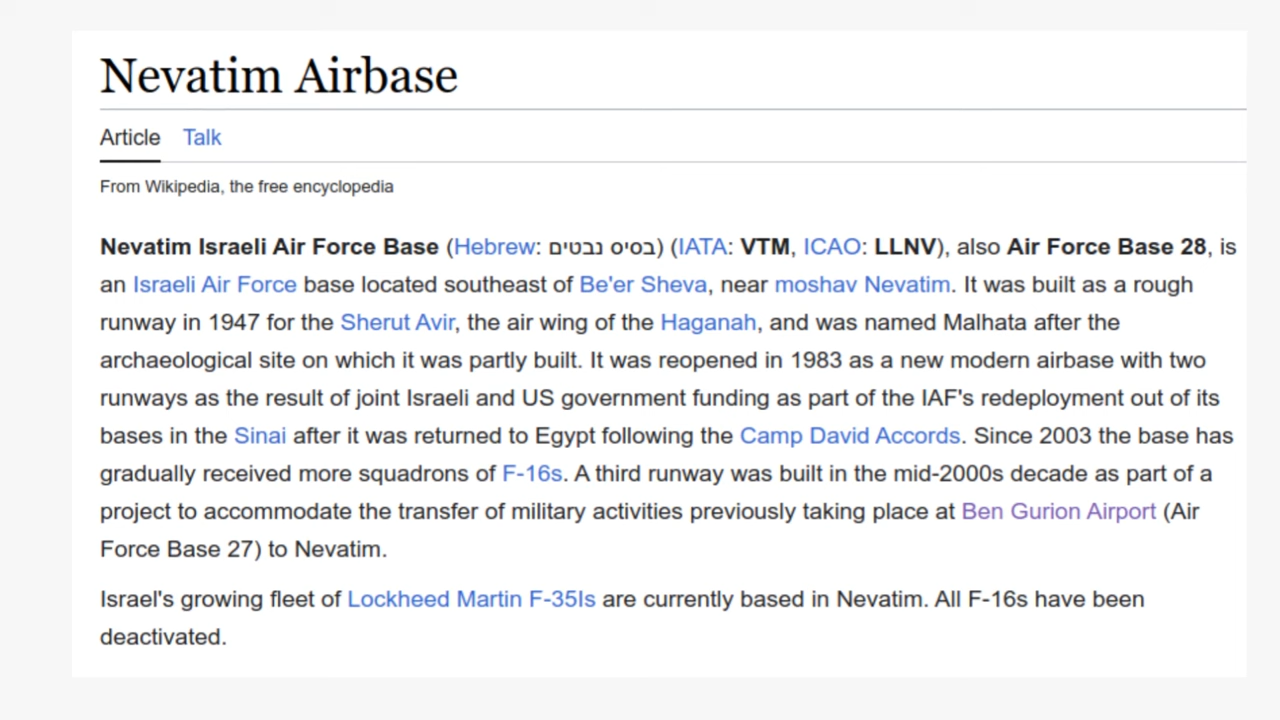 Nevatim Airbase
Article Talk
From Wikipedia, the free encyclopedia
Nevatim Israeli Air Force Base (Hebrew: בסיס נבטים) (IATA: VTM, ICAO: LLNV), also Air Force Base 28, is
an Israeli Air Force base located southeast of Be'er Sheva, near moshav Nevatim. It was built as a rough
runway in 1947 for the Sherut Avir, the air wing of the Haganah, and was named Malhata after the
archaeological site on which it was partly built. It was reopened in 1983 as a new modern airbase with two
runways as the result of joint Israeli and US government funding as part of the IAF's redeployment out of its
bases in the Sinai after it was returned to Egypt following the Camp David Accords. Since 2003 the base has
gradually received more squadrons of F-16s. A third runway was built in the mid-2000s decade as part of a
project to accommodate the transfer of military activities previously taking place at Ben Gurion Airport (Air
Force Base 27) to Nevatim.
Israel's growing fleet of Lockheed Martin F-35Is are currently based in Nevatim. All F-16s have been
deactivated.